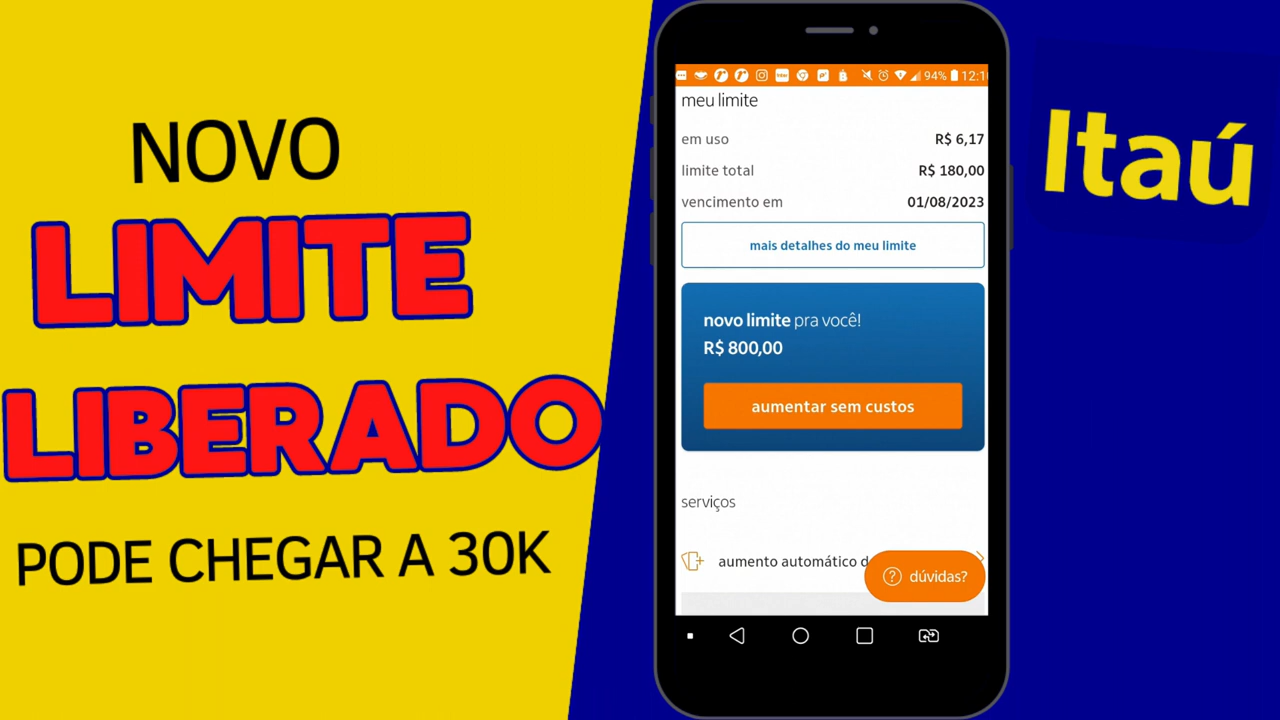 NOVO
LIMITE
LIBERADO
PODE CHEGAR A 30K
94% 12:1
meu limite
em uso R$ 6,17
limite total R$ 180,00
vencimento em 01/08/2023
mais detalhes do meu limite
novo limite pra você!
R$ 800,00
aumentar sem custos
serviços
aumento automático d
? dúvidas?
Itaú